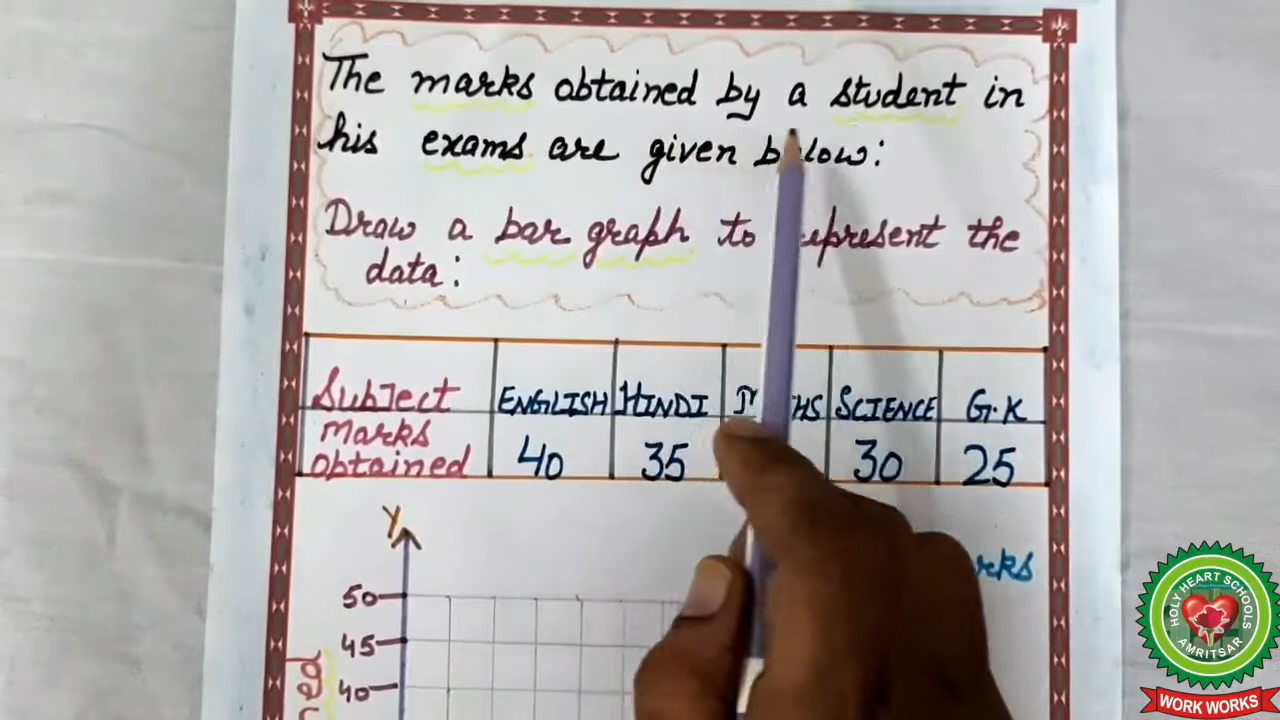 The marks obtained by a student in
his exams are given below:
Draw a bar graph to represent the
data:
Subject ENGLISH HINDI SCIENCE G.K
marks
obtained 40 35 30 25
Y
50
45
40
HOLY HEART SCHOOLS
AMRITSAR
WORK WORKS